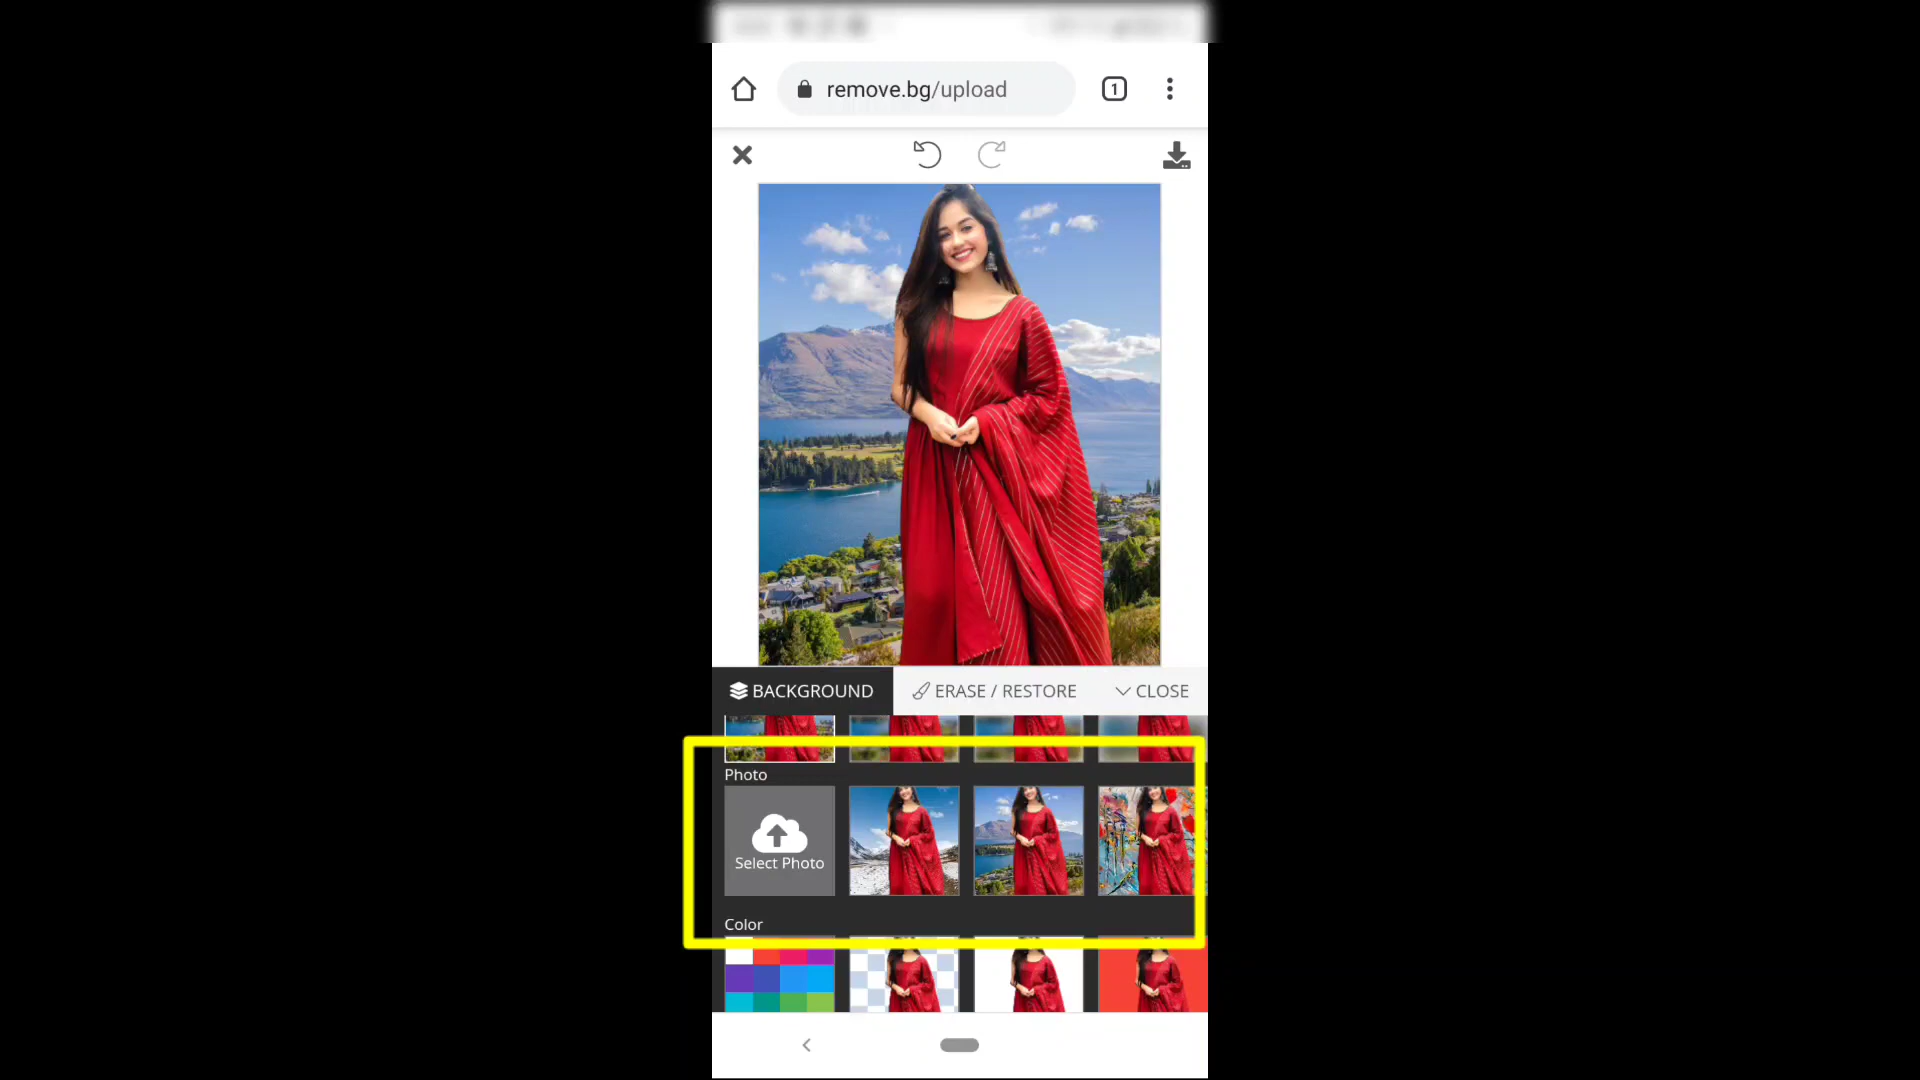 remove.bg/upload
1
BACKGROUND
ERASE / RESTORE
CLOSE
Photo
Select Photo
Color